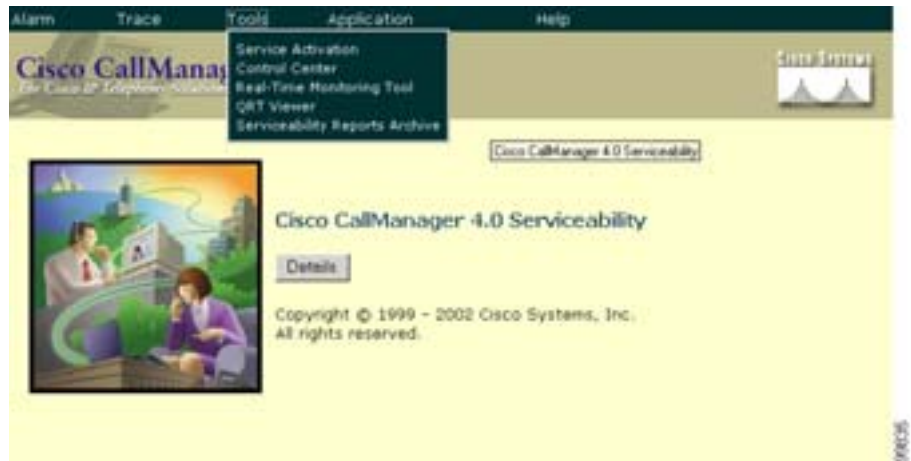 Alarm Trace Tools Application Help
Service Activation
Control Center
Real-Time Monitoring Tool
QRT Viewer
Serviceability Reports Archive
Cisco CallManag
Cisco Systems
Cisco CallManager 4.0 Serviceability
Cisco CallManager 4.0 Serviceability
Details
Copyright © 1999 - 2002 Cisco Systems, Inc.
All rights reserved.